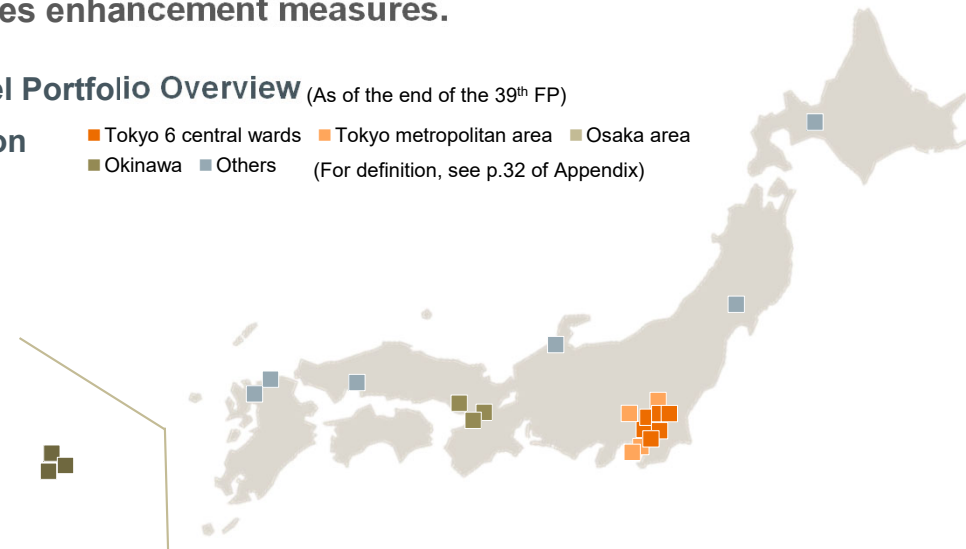 es enhancement measures.
el Portfolio Overview (As of the end of the 39th FP)
on
Tokyo 6 central wards Tokyo metropolitan area Osaka area
Okinawa Others (For definition, see p.32 of Appendix)